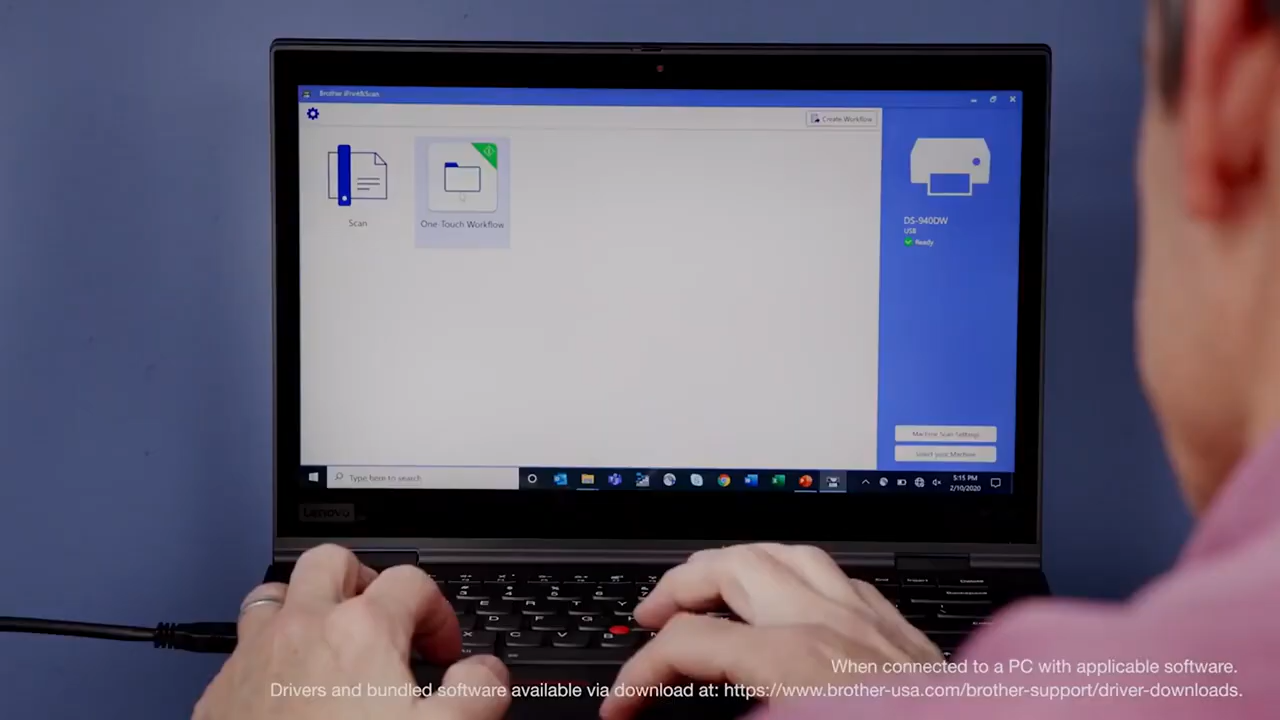 Brother iPrint&Scan
Create Workflow
Scan
One-Touch Workflow
DS-940DW
USB
Ready
Machine Scan Settings
Select your Machine
Type here to search
5:15 PM
2/10/2020
Lenovo
E R T Y
D F G
X C V B
When connected to a PC with applicable software.
Drivers and bundled software available via download at: https://www.brother-usa.com/brother-support/driver-downloads.